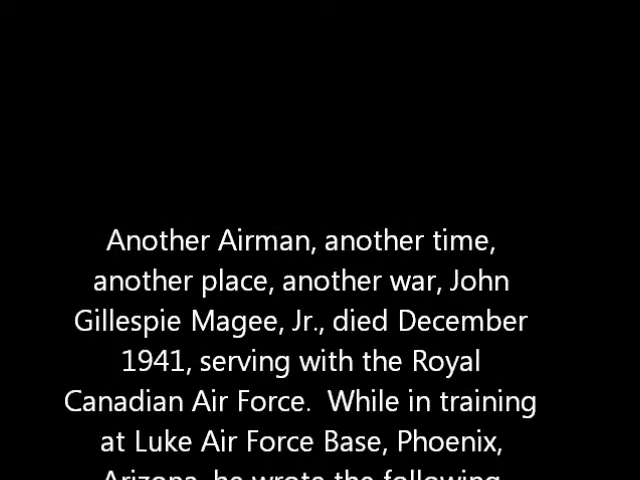 Another Airman, another time,
another place, another war, John
Gillespie Magee, Jr., died December
1941, serving with the Royal
Canadian Air Force.  While in training
at Luke Air Force Base, Phoenix,
Arizona, he wrote the following